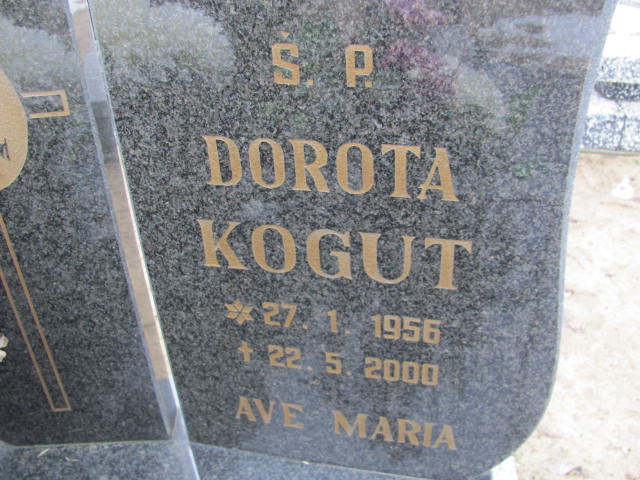 Ś. P.
DOROTA
KOGUT
* 27. 1. 1956
† 22. 5. 2000
AVE MARIA